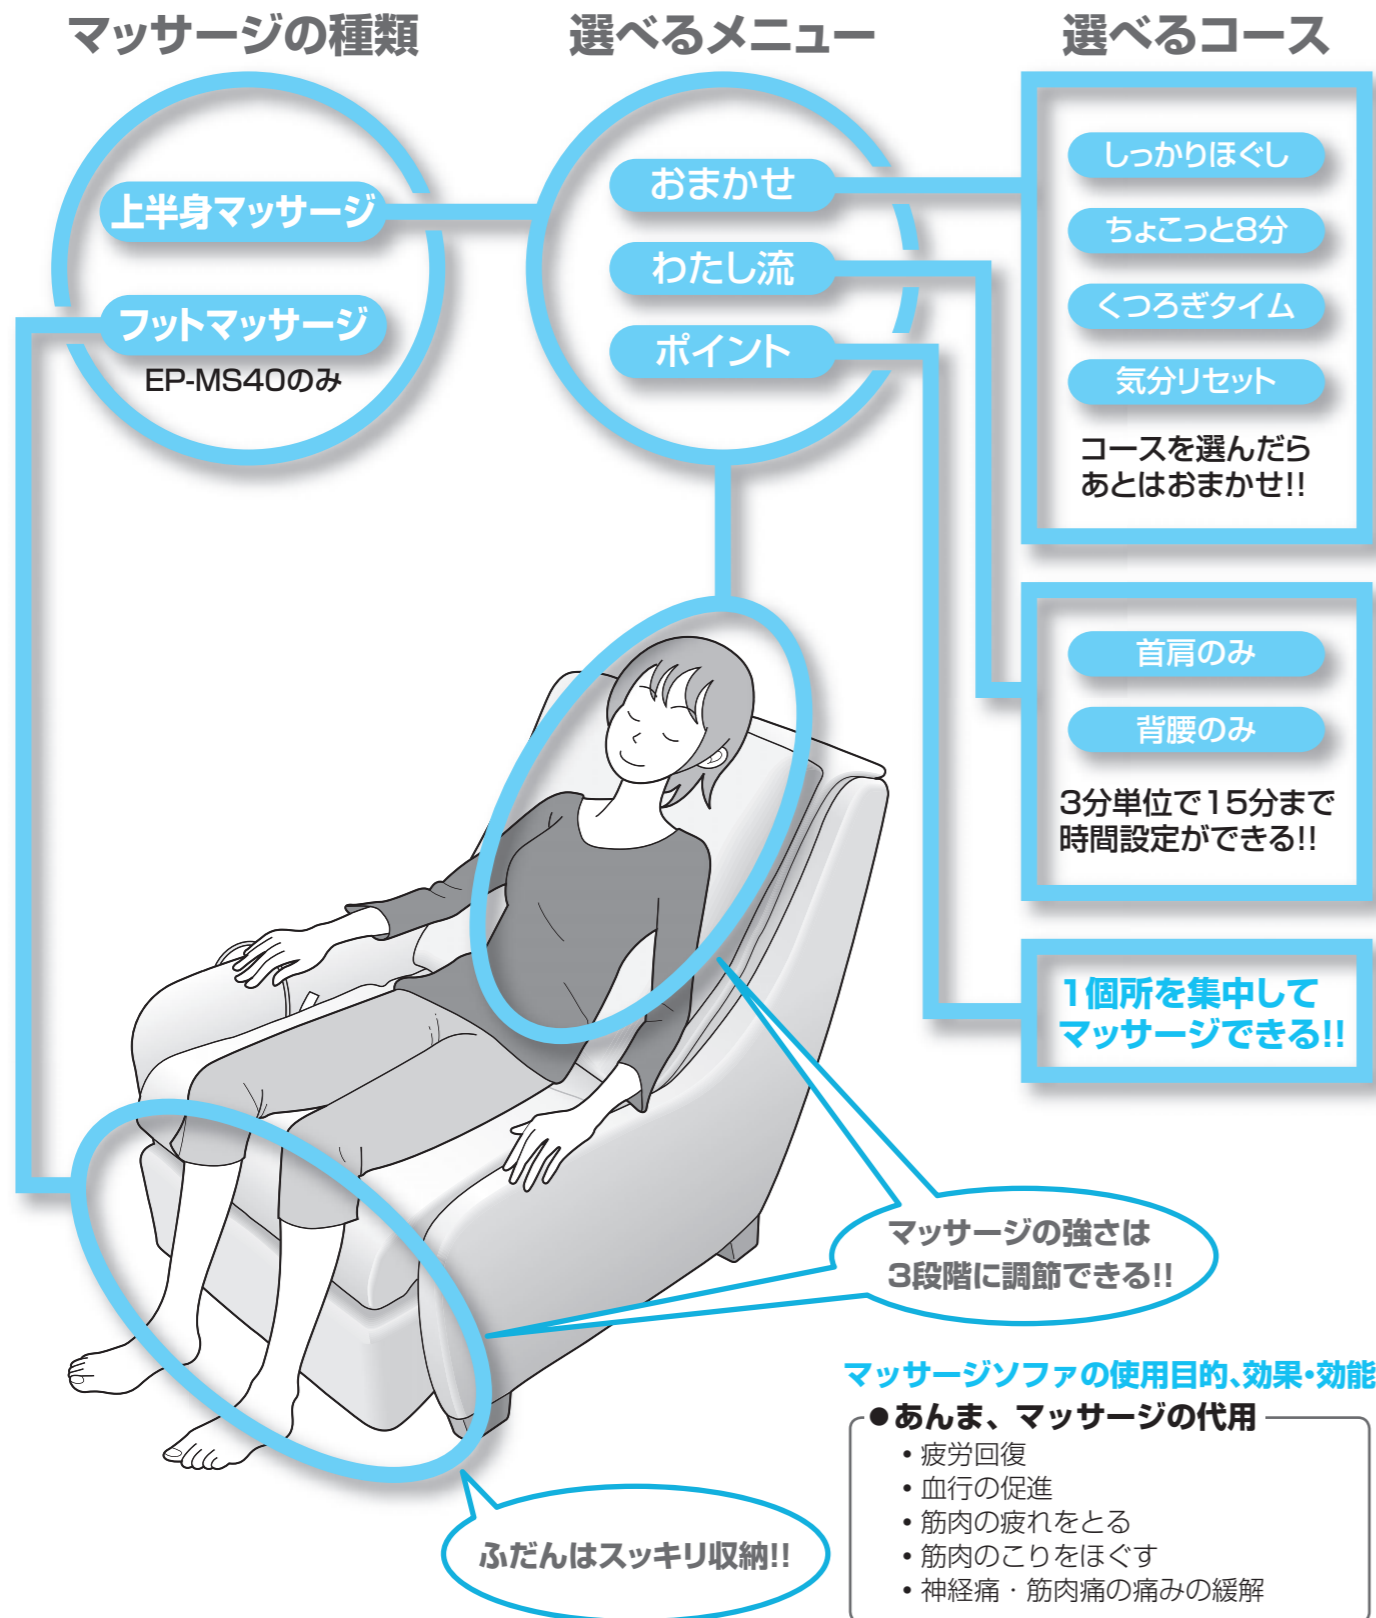 マッサージの種類
選べるメニュー
選べるコース
上半身マッサージ
フットマッサージ
EP-MS40のみ
おまかせ
わたし流
ポイント
しっかりほぐし
ちょこっと8分
くつろぎタイム
気分リセット
コースを選んだら
あとはおまかせ!!
首肩のみ
背腰のみ
3分単位で15分まで
時間設定ができる!!
1個所を集中して
マッサージできる!!
マッサージの強さは
3段階に調節できる!!
ふだんはスッキリ収納!!
マッサージソファの使用目的、効果・効能
●あんま、マッサージの代用
・疲労回復
・血行の促進
・筋肉の疲れをとる
・筋肉のこりをほぐす
・神経痛・筋肉痛の痛みの緩解